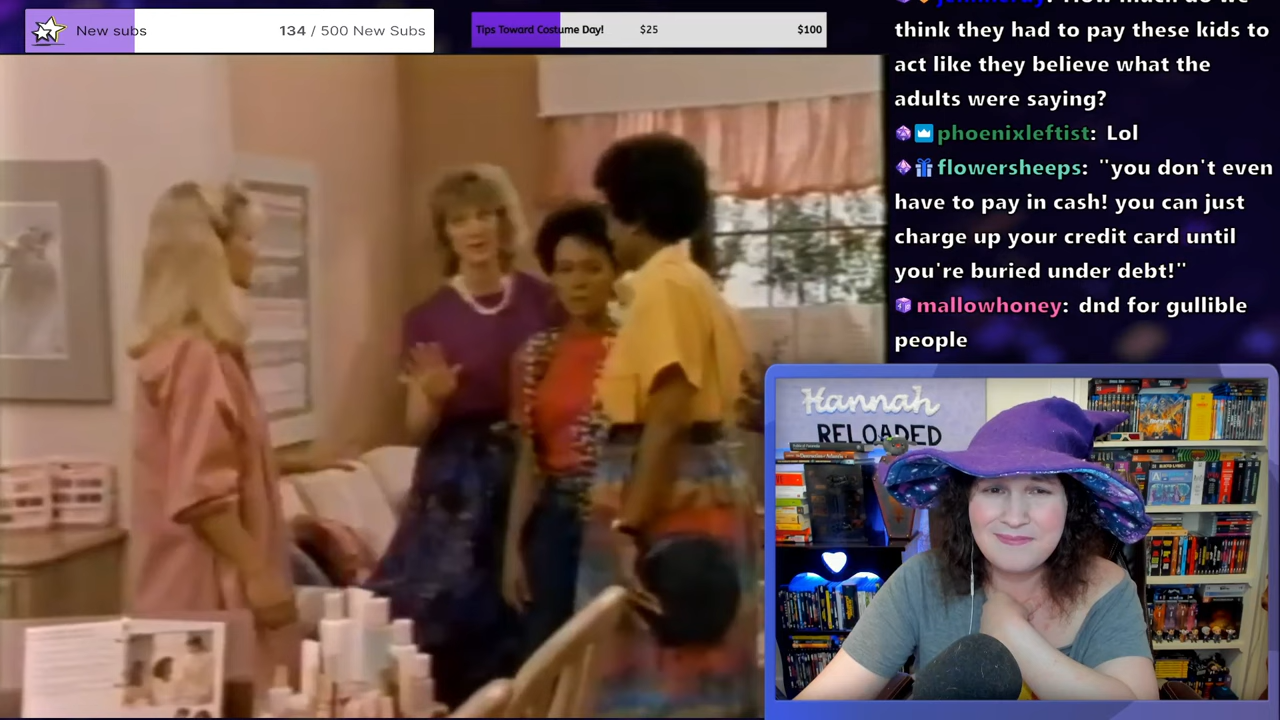 New subs 134 / 500 New Subs
Tips Toward Costume Day! $25 $100
think they had to pay these kids to
act like they believe what the
adults were saying?
phoenixleftist: Lol
flowersheeps: "you don't even
have to pay in cash! you can just
charge up your credit card until
you're buried under debt!"
mallowhoney: dnd for gullible
people
Hannah
RELOADED